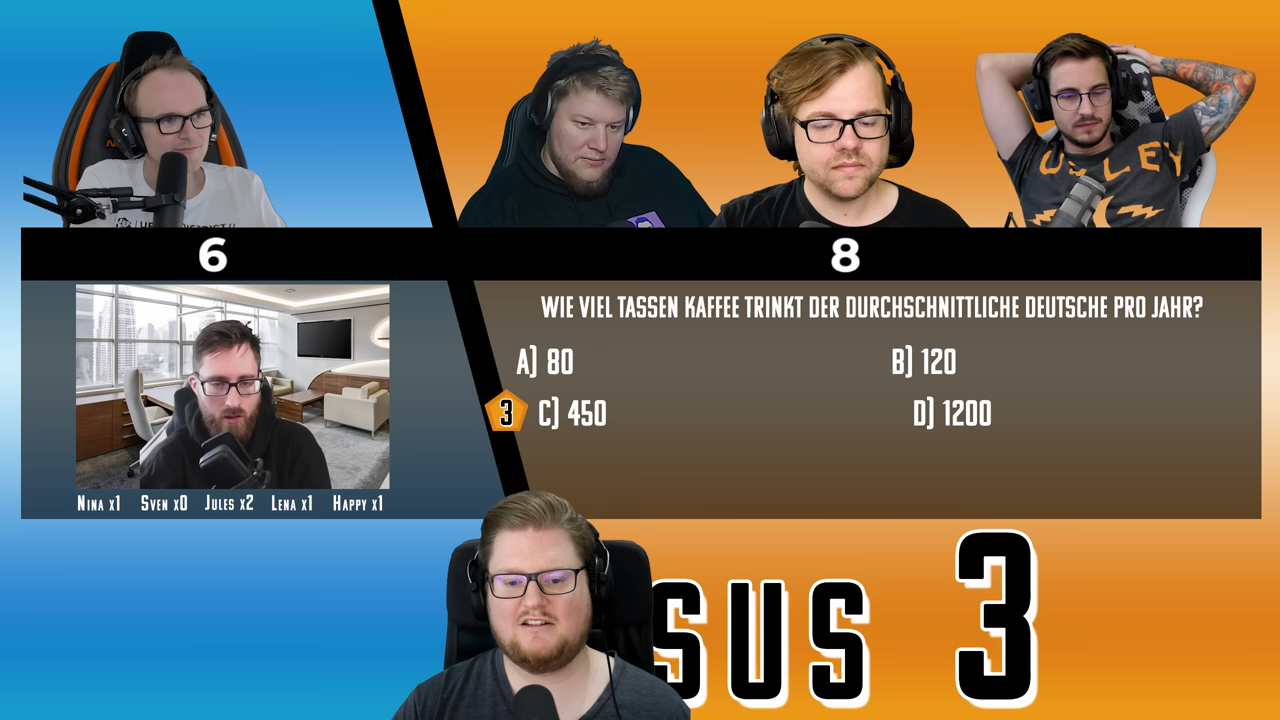 6
8
WIE VIEL TASSEN KAFFEE TRINKT DER DURCHSCHNITTLICHE DEUTSCHE PRO JAHR?
A) 80
B) 120
3
C) 450
D) 1200
NINA X1 SVEN X0 JULES X2 LENA X1 HAPPY X1
SUS 3